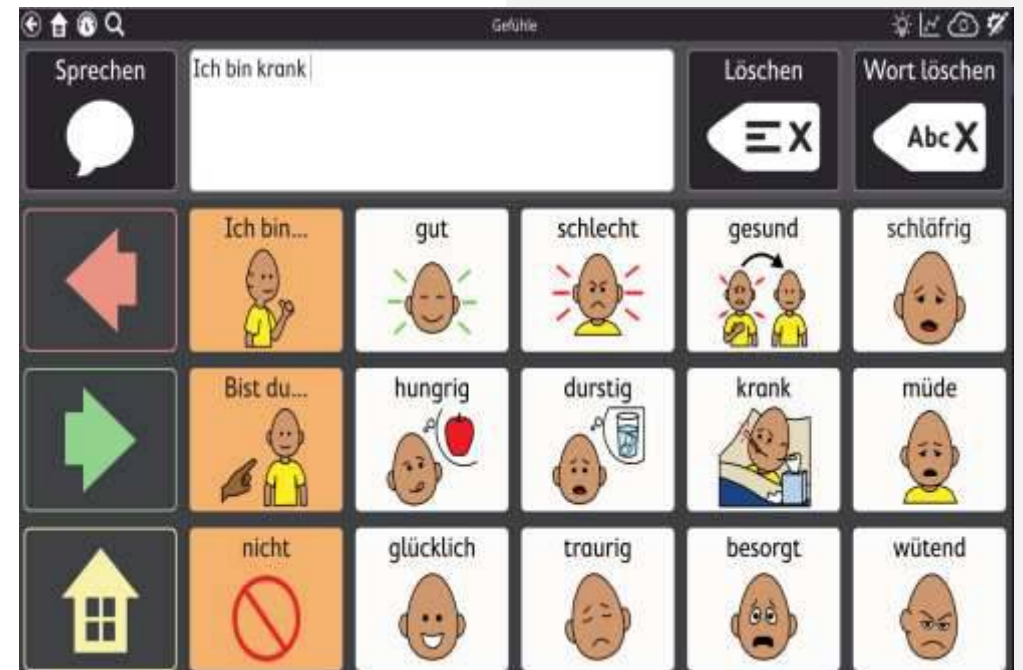 Gefühle
Sprechen
Ich bin krank
Löschen
Wort löschen
X
Abc X
Ich bin...
gut
schlecht
gesund
schläfrig
Bist du...
hungrig
durstig
krank
müde
nicht
glücklich
traurig
besorgt
wütend